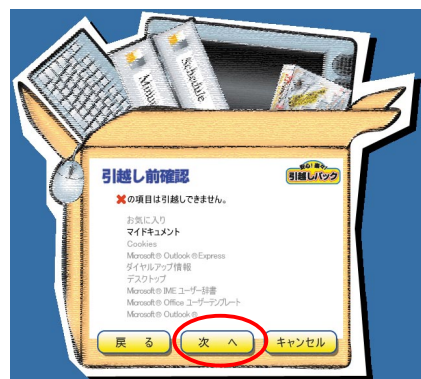 Minutes
Schedule
引越し前確認
安心!簡単!
引越しパック
✖の項目は引越しできません。
お気に入り
マイドキュメント
Cookies
Microsoft® Outlook®Express
ダイヤルアップ情報
デスクトップ
Microsoft® IME ユーザー辞書
Microsoft® Office ユーザーテンプレート
Microsoft® Outlook®
戻 る
次 へ
キャンセル